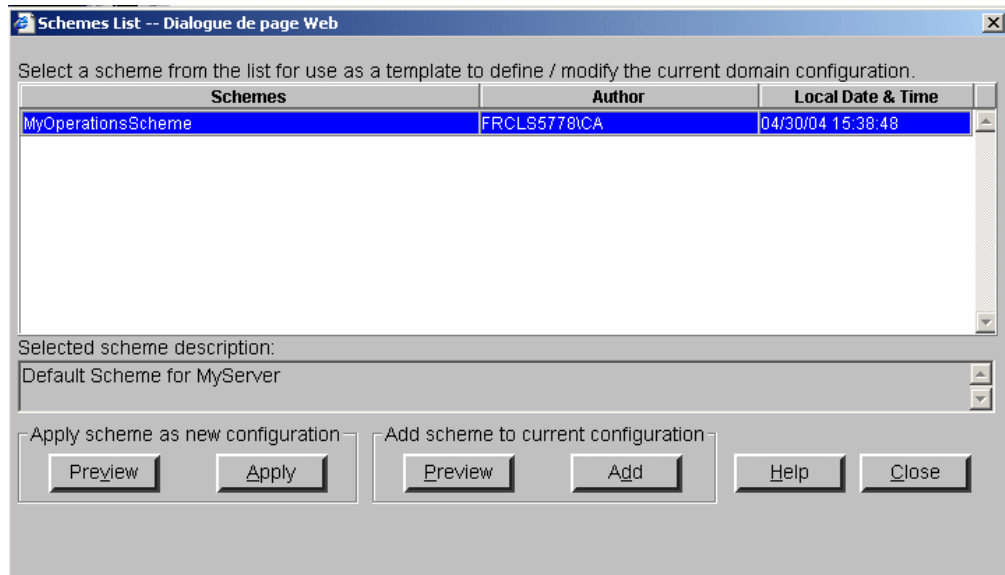 Schemes List -- Dialogue de page Web
Select a scheme from the list for use as a template to define / modify the current domain configuration.
Schemes Author Local Date & Time
MyOperationsScheme FRCLS5778\CA 04/30/04 15:38:48
Selected scheme description:
Default Scheme for MyServer
Apply scheme as new configuration Add scheme to current configuration
Preview Apply Preview Add Help Close